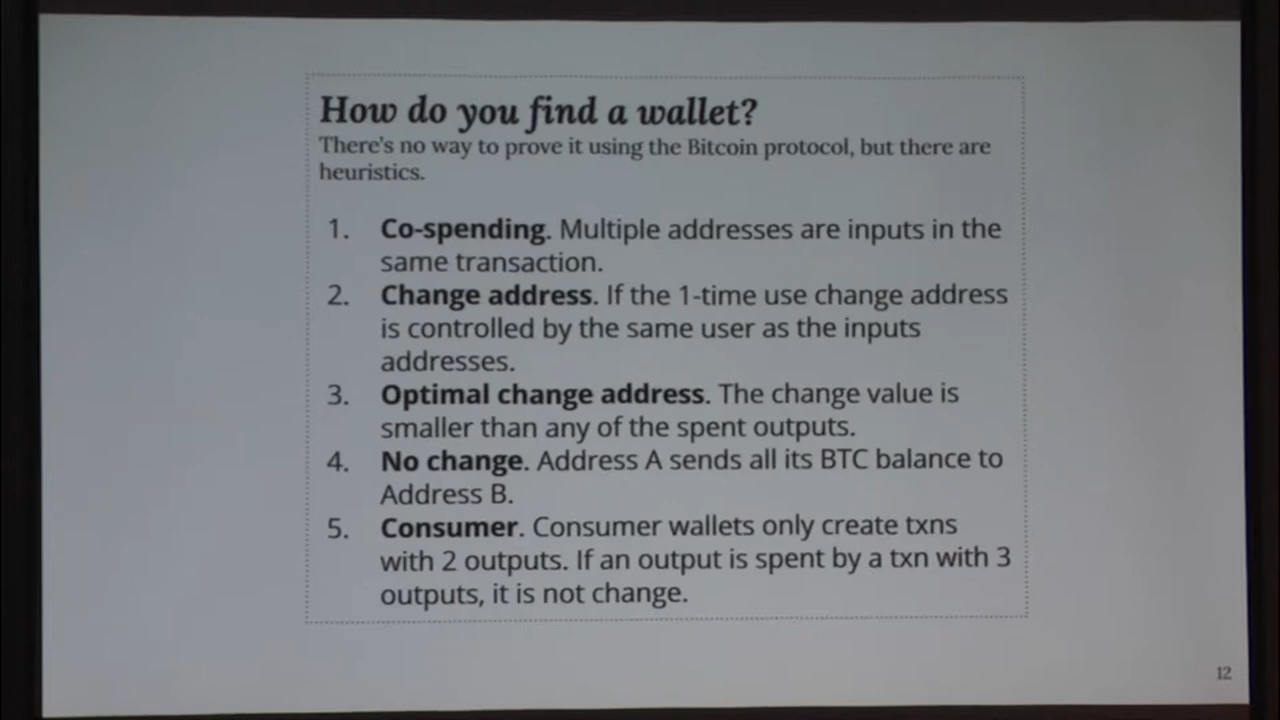 How do you find a wallet?
There's no way to prove it using the Bitcoin protocol, but there are
heuristics.
1. Co-spending. Multiple addresses are inputs in the
same transaction.
2. Change address. If the 1-time use change address
is controlled by the same user as the inputs
addresses.
3. Optimal change address. The change value is
smaller than any of the spent outputs.
4. No change. Address A sends all its BTC balance to
Address B.
5. Consumer. Consumer wallets only create txns
with 2 outputs. If an output is spent by a txn with 3
outputs, it is not change.
12